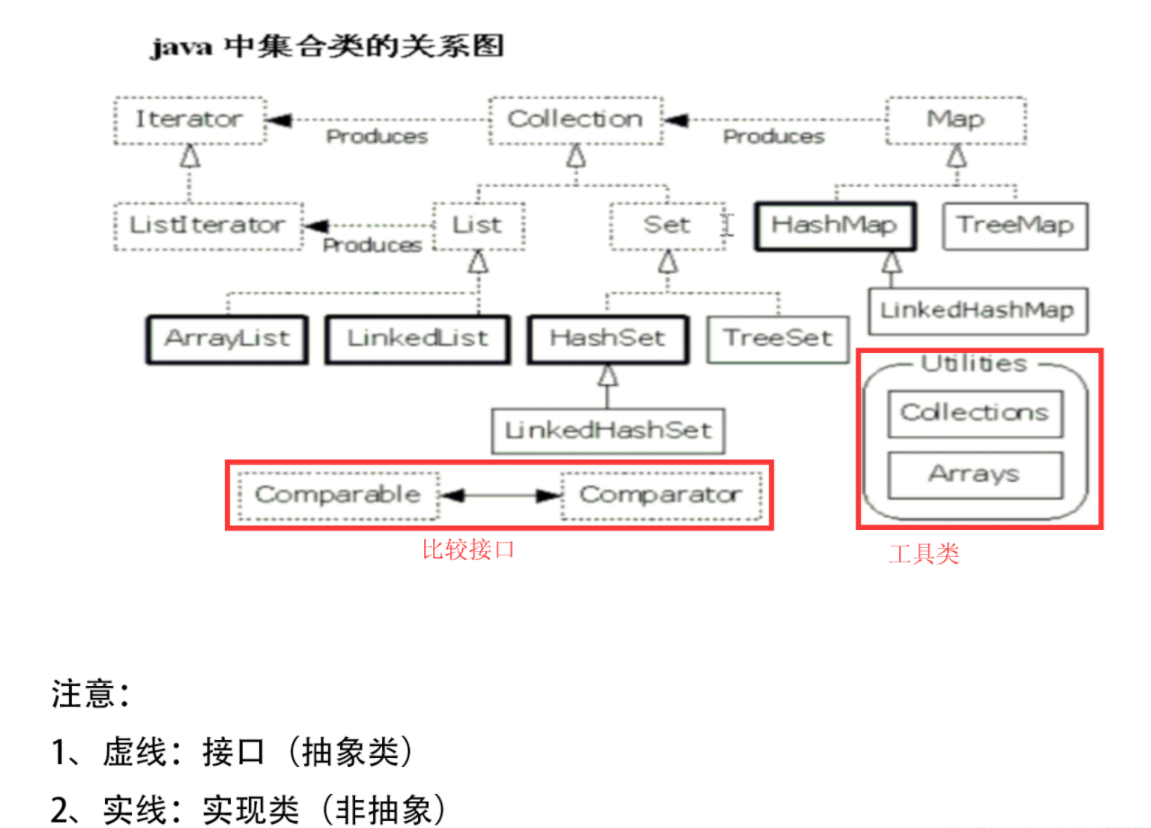 java 中集合类的关系图
Iterator
Produces
Collection
Produces
Map
ListIterator
Produces
List
Set
HashMap
TreeMap
LinkedHashMap
ArrayList
LinkedList
HashSet
TreeSet
LinkedHashSet
Utilities
Collections
Arrays
Comparable
Comparator
比较接口
工具类
注意：
1、虚线：接口（抽象类）
2、实线：实现类（非抽象）